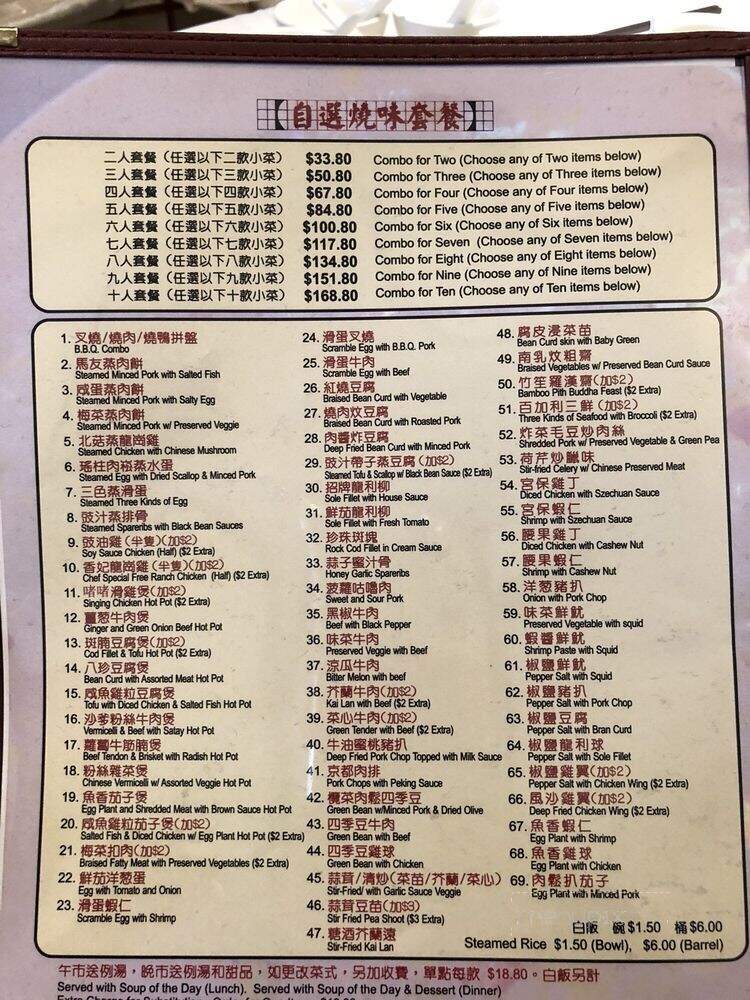 【自選燒味套餐】
二人套餐（任選以下二款小菜） $33.80 Combo for Two (Choose any of Two items below)
三人套餐（任選以下三款小菜） $50.80 Combo for Three (Choose any of Three items below)
四人套餐（任選以下四款小菜） $67.80 Combo for Four (Choose any of Four items below)
五人套餐（任選以下五款小菜） $84.80 Combo for Five (Choose any of Five items below)
六人套餐（任選以下六款小菜） $100.80 Combo for Six (Choose any of Six items below)
七人套餐（任選以下七款小菜） $117.80 Combo for Seven (Choose any of Seven items below)
八人套餐（任選以下八款小菜） $134.80 Combo for Eight (Choose any of Eight items below)
九人套餐（任選以下九款小菜） $151.80 Combo for Nine (Choose any of Nine items below)
十人套餐（任選以下十款小菜） $168.80 Combo for Ten (Choose any of Ten items below)
1. 叉燒/燒肉/燒鴨拼盤
B.B.Q. Combo
2. 馬友蒸肉餅
Steamed Minced Pork with Salted Fish
3. 咸蛋蒸肉餅
Steamed Minced Pork with Salty Egg
4. 梅菜蒸肉餅
Steamed Minced Pork w/ Preserved Veggie
5. 北菇蒸龍崗雞
Steamed Chicken with Chinese Mushroom
6. 瑤柱肉崧蒸水蛋
Steamed Egg with Dried Scallop & Minced Pork
7. 三色蒸滑蛋
Steamed Three Kinds of Egg
8. 豉汁蒸排骨
Steamed Spareribs with Black Bean Sauces
9. 豉油雞（半隻）(加$2)
Soy Sauce Chicken (Half) ($2 Extra)
10. 香妃龍崗雞（半隻）(加$2)
Chef Special Free Ranch Chicken (Half) ($2 Extra)
11. 啫啫滑雞煲(加$2)
Singing Chicken Hot Pot ($2 Extra)
12. 薑葱牛肉煲
Ginger and Green Onion Beef Hot Pot
13. 斑腩豆腐煲(加$2)
Cod Fillet & Tofu Hot Pot ($2 Extra)
14. 八珍豆腐煲
Bean Curd with Assorted Meat Hot Pot
15. 咸魚雞粒豆腐煲
Tofu with Diced Chicken & Salted Fish Hot Pot
16. 沙爹粉絲牛肉煲
Vermicelli & Beef with Satay Hot Pot
17. 蘿蔔牛筋腩煲
Beef Tendon & Brisket with Radish Hot Pot
18. 粉絲雜菜煲
Chinese Vermicelli w/ Assorted Veggie Hot Pot
19. 魚香茄子煲
Egg Plant and Shredded Meat with Brown Sauce Hot Pot
20. 咸魚雞粒茄子煲(加$2)
Salted Fish & Diced Chicken w/ Egg Plant Hot Pot ($2 Extra)
21. 梅菜扣肉(加$2)
Braised Fatty Meat with Preserved Vegetables ($2 Extra)
22. 鮮茄洋葱蛋
Egg with Tomato and Onion
23. 滑蛋蝦仁
Scramble Egg with Shrimp
24. 滑蛋叉燒
Scramble Egg with B.B.Q. Pork
25. 滑蛋牛肉
Scramble Egg with Beef
26. 紅燒豆腐
Braised Bean Curd with Vegetable
27. 燒肉炆豆腐
Braised Bean Curd with Roasted Pork
28. 肉醬炸豆腐
Deep Fried Bean Curd with Minced Pork
29. 豉汁帶子蒸豆腐 (加$2)
Steamed Tofu & Scallop w/ Black Bean Sauce ($2 Extra)
30. 招牌龍利柳
Sole Fillet with House Sauce
31. 鮮茄龍利柳
Sole Fillet with Fresh Tomato
32. 珍珠斑塊
Rock Cod Fillet in Cream Sauce
33. 蒜子蜜汁骨
Honey Garlic Spareribs
34. 菠蘿咕嚕肉
Sweet and Sour Pork
35. 黑椒牛肉
Beef with Black Pepper
36. 味菜牛肉
Preserved Veggie with Beef
37. 涼瓜牛肉
Bitter Melon with beef
38. 芥蘭牛肉(加$2)
Kai Lan with Beef ($2 Extra)
39. 菜心牛肉(加$2)
Green Tender with Beef ($2 Extra)
40. 牛油蜜桃豬扒
Deep Fried Pork Chop Topped with Milk Sauce
41. 京都肉排
Pork Chops with Peking Sauce
42. 欖菜肉鬆四季豆
Green Bean w/Minced Pork & Dried Olive
43. 四季豆牛肉
Green Bean with Beef
44. 四季豆雞球
Green Bean with Chicken
45. 蒜茸/清炒（菜苗/芥蘭/菜心）
Stir-Fried/ with Garlic Sauce Veggie
46. 蒜茸豆苗(加$3)
Stir Fried Pea Shoot ($3 Extra)
47. 糖酒芥蘭遠
Stir-Fried Kai Lan
48. 腐皮浸菜苗
Bean Curd skin with Baby Green
49. 南乳炆粗齋
Braised Vegetables w/ Preserved Bean Curd Sauce
50. 竹笙羅漢齋(加$2)
Bamboo Pith Buddha Feast ($2 Extra)
51. 百加利三鮮 (加$2)
Three Kinds of Seafood with Broccoli ($2 Extra)
52. 炸菜毛豆炒肉絲
Shredded Pork w/ Preserved Vegetable & Green Pea
53. 荷芹炒臘味
Stir-fried Celery w/ Chinese Preserved Meat
54. 宮保雞丁
Diced Chicken with Szechuan Sauce
55. 宮保蝦仁
Shrimp with Szechuan Sauce
56. 腰果雞丁
Diced Chicken with Cashew Nut
57. 腰果蝦仁
Shrimp with Cashew Nut
58. 洋葱豬扒
Onion with Pork Chop
59. 味菜鮮魷
Preserved Vegetable with squid
60. 蝦醬鮮魷
Shrimp Paste with Squid
61. 椒鹽鮮魷
Pepper Salt with Squid
62. 椒鹽豬扒
Pepper Salt with Pork Chop
63. 椒鹽豆腐
Pepper Salt with Bran Curd
64. 椒鹽龍利球
Pepper Salt with Sole Fillet
65. 椒鹽雞翼(加$2)
Pepper Salt with Chicken Wing ($2 Extra)
66. 風沙雞翼(加$2)
Deep Fried Chicken Wing ($2 Extra)
67. 魚香蝦仁
Egg Plant with Shrimp
68. 魚香雞球
Egg Plant with Chicken
69. 肉鬆扒茄子
Egg Plant with Minced Pork
白飯 碗 $1.50 桶 $6.00
Steamed Rice $1.50 (Bowl), $6.00 (Barrel)
午市送例湯，晚市送例湯和甜品，如更改菜式，另加收費，單點每款 $18.80。白飯另計
Served with Soup of the Day (Lunch). Served with Soup of the Day & Dessert (Dinner)